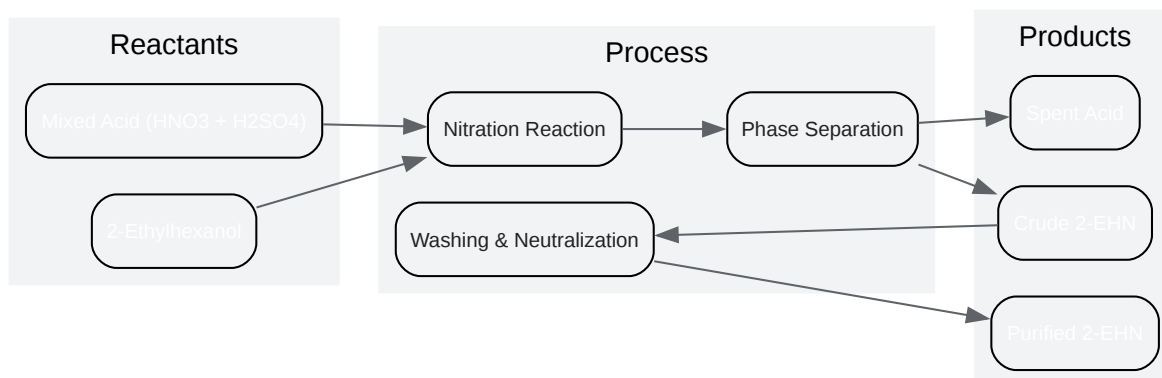 Reactants
Mixed Acid (HNO3 + H2SO4)
2-Ethylhexanol
Process
Nitration Reaction
Phase Separation
Washing & Neutralization
Products
Spent Acid
Crude 2-EHN
Purified 2-EHN